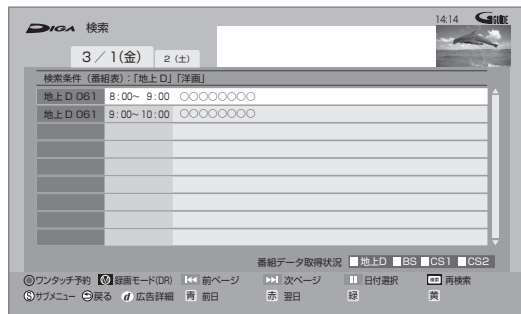 DIGA 検索 14:14 GGUIDE
3／1(金) 2(土)
検索条件（番組表）：「地上D」「洋画」
地上D 061 8:00～ 9:00 ○○○○○○○○
地上D 061 9:00～10:00 ○○○○○○○○
番組データ取得状況 地上D BS CS1 CS2
ワンタッチ予約 M 録画モード(DR) 前ページ 次ページ 日付選択 再検索
S サブメニュー 戻る d 広告詳細 青 前日 赤 翌日 緑 黄